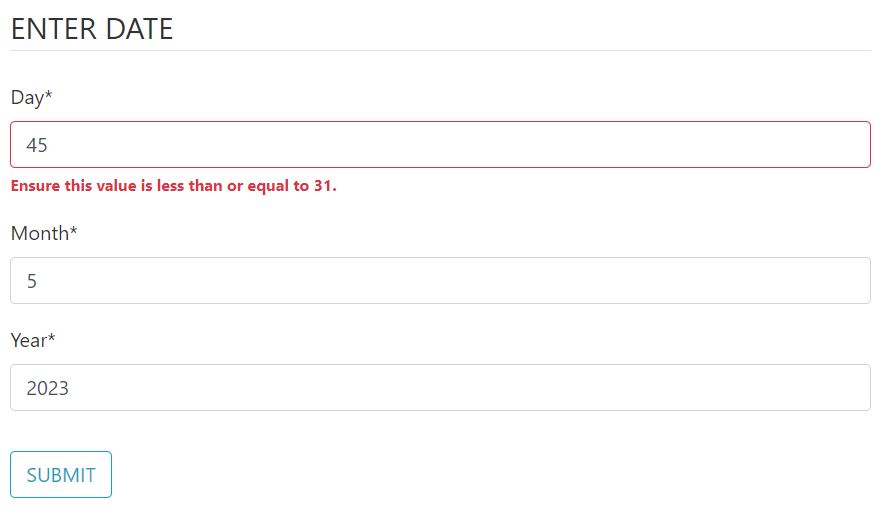 ENTER DATE
Day*
45
Ensure this value is less than or equal to 31.
Month*
5
Year*
2023
SUBMIT